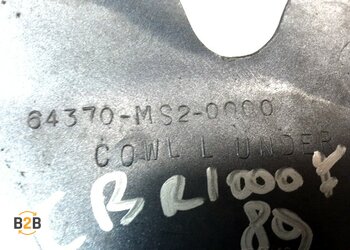 64370-MS2-0000
COWL L UNDER
CBR1000F
89
B2B